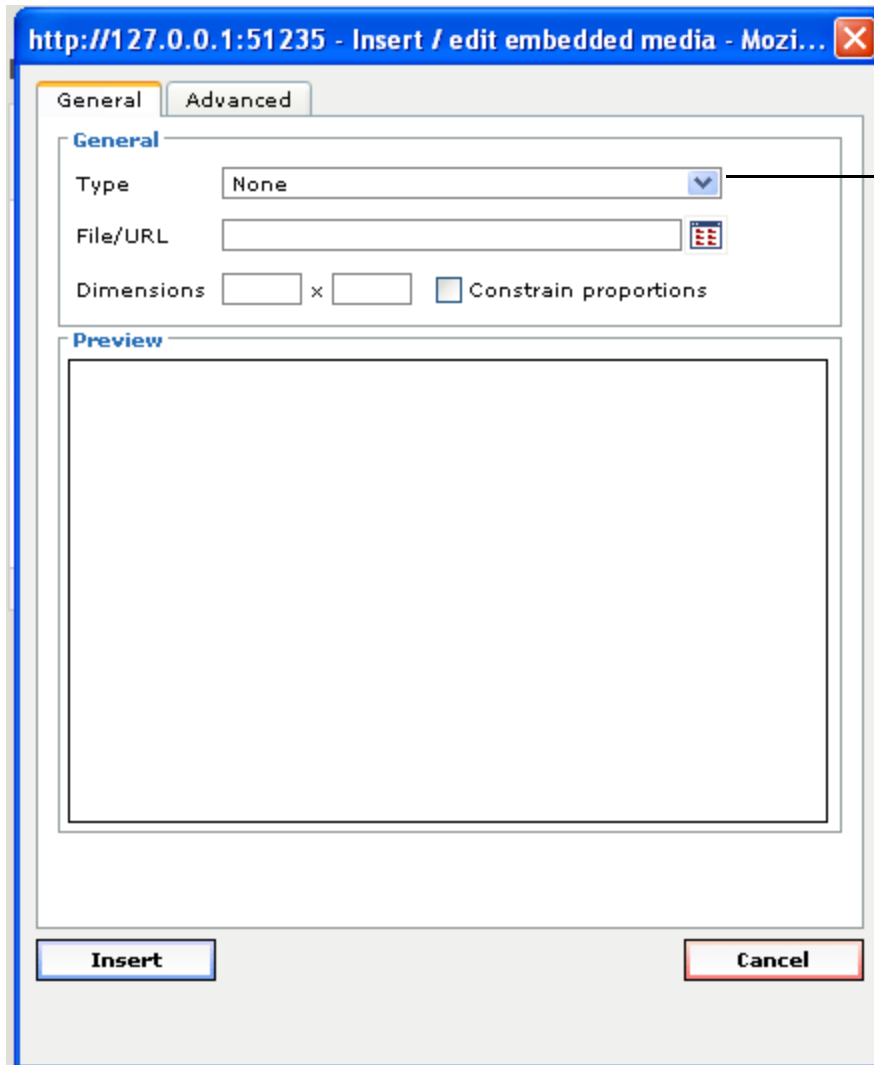 http://127.0.0.1:51235 - Insert / edit embedded media - Mozi...
General Advanced
General
Type None
File/URL
Dimensions x Constrain proportions
Preview
Insert Cancel